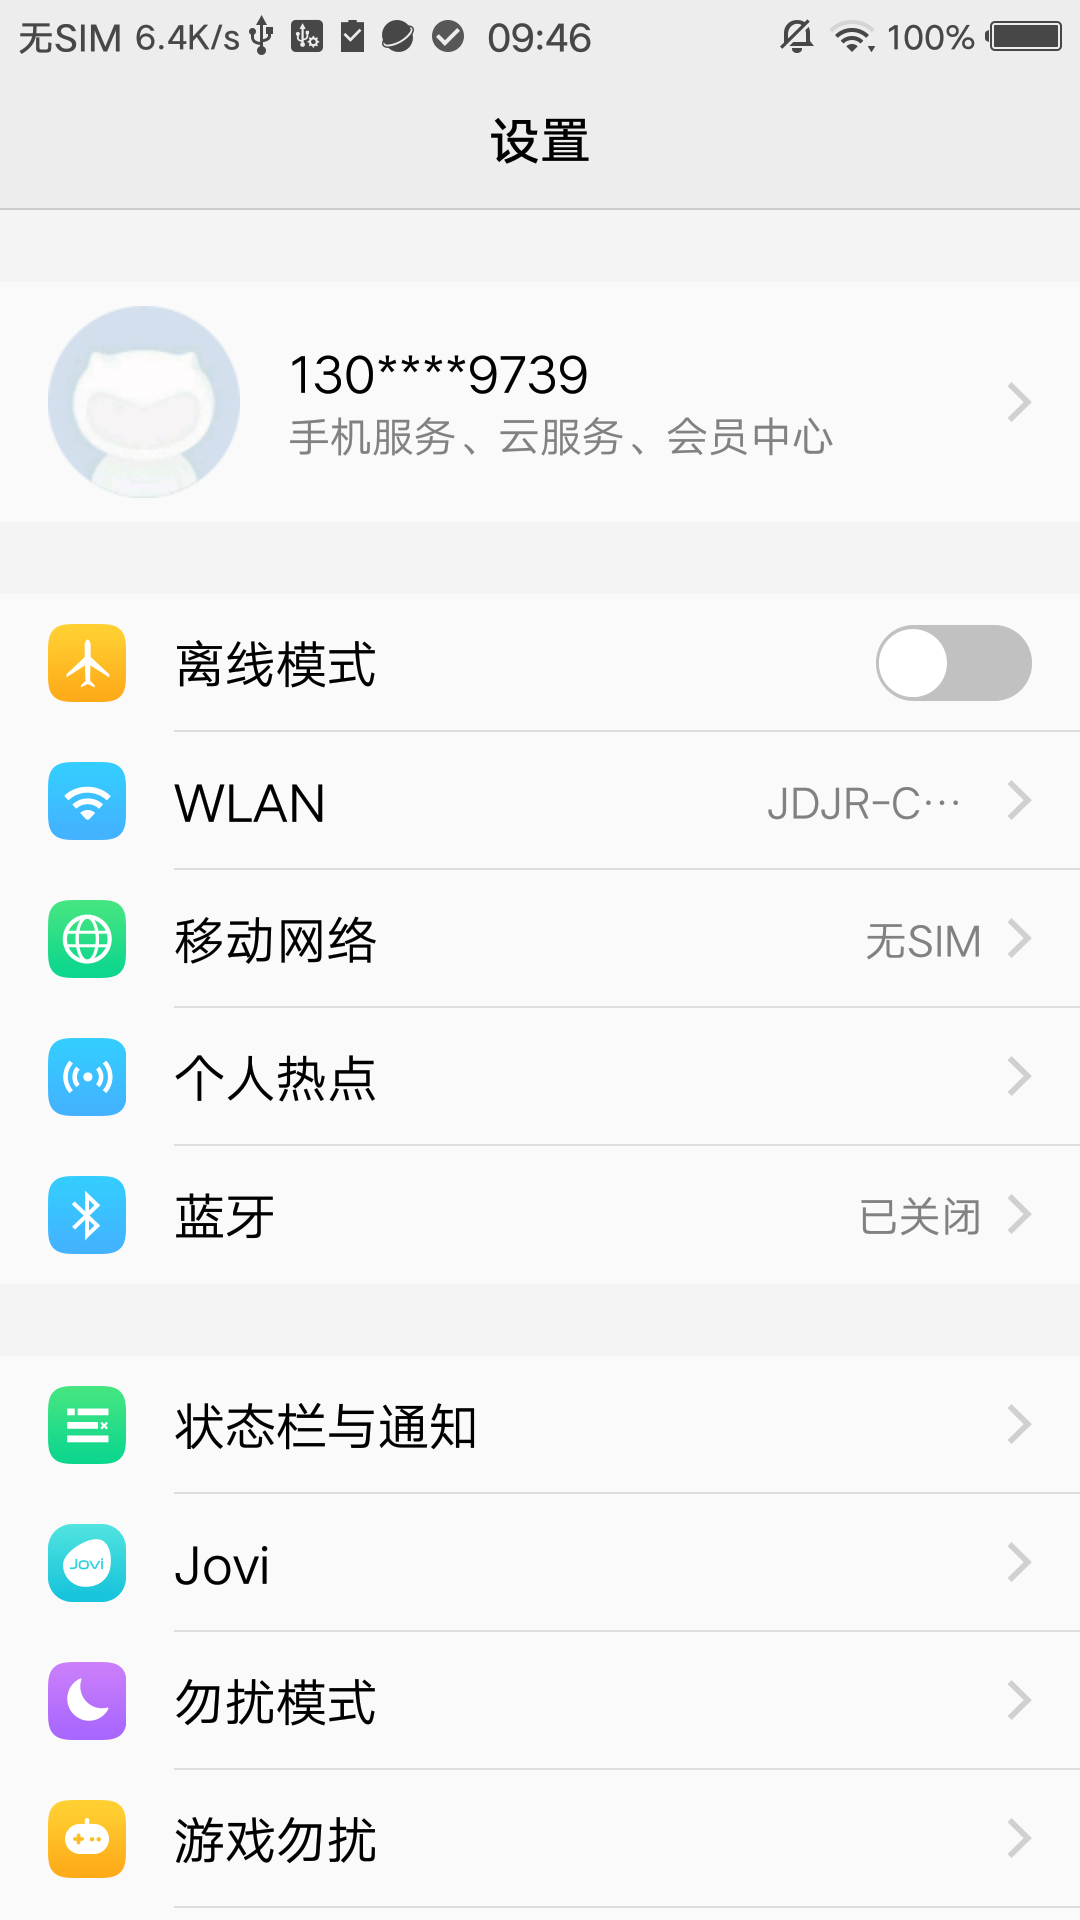 无SIM 6.4K/s 09:46 100%
设置
130****9739
手机服务、云服务、会员中心
离线模式
WLAN JDJR-C···
移动网络 无SIM
个人热点
蓝牙 已关闭
状态栏与通知
Jovi Jovi
勿扰模式
游戏勿扰